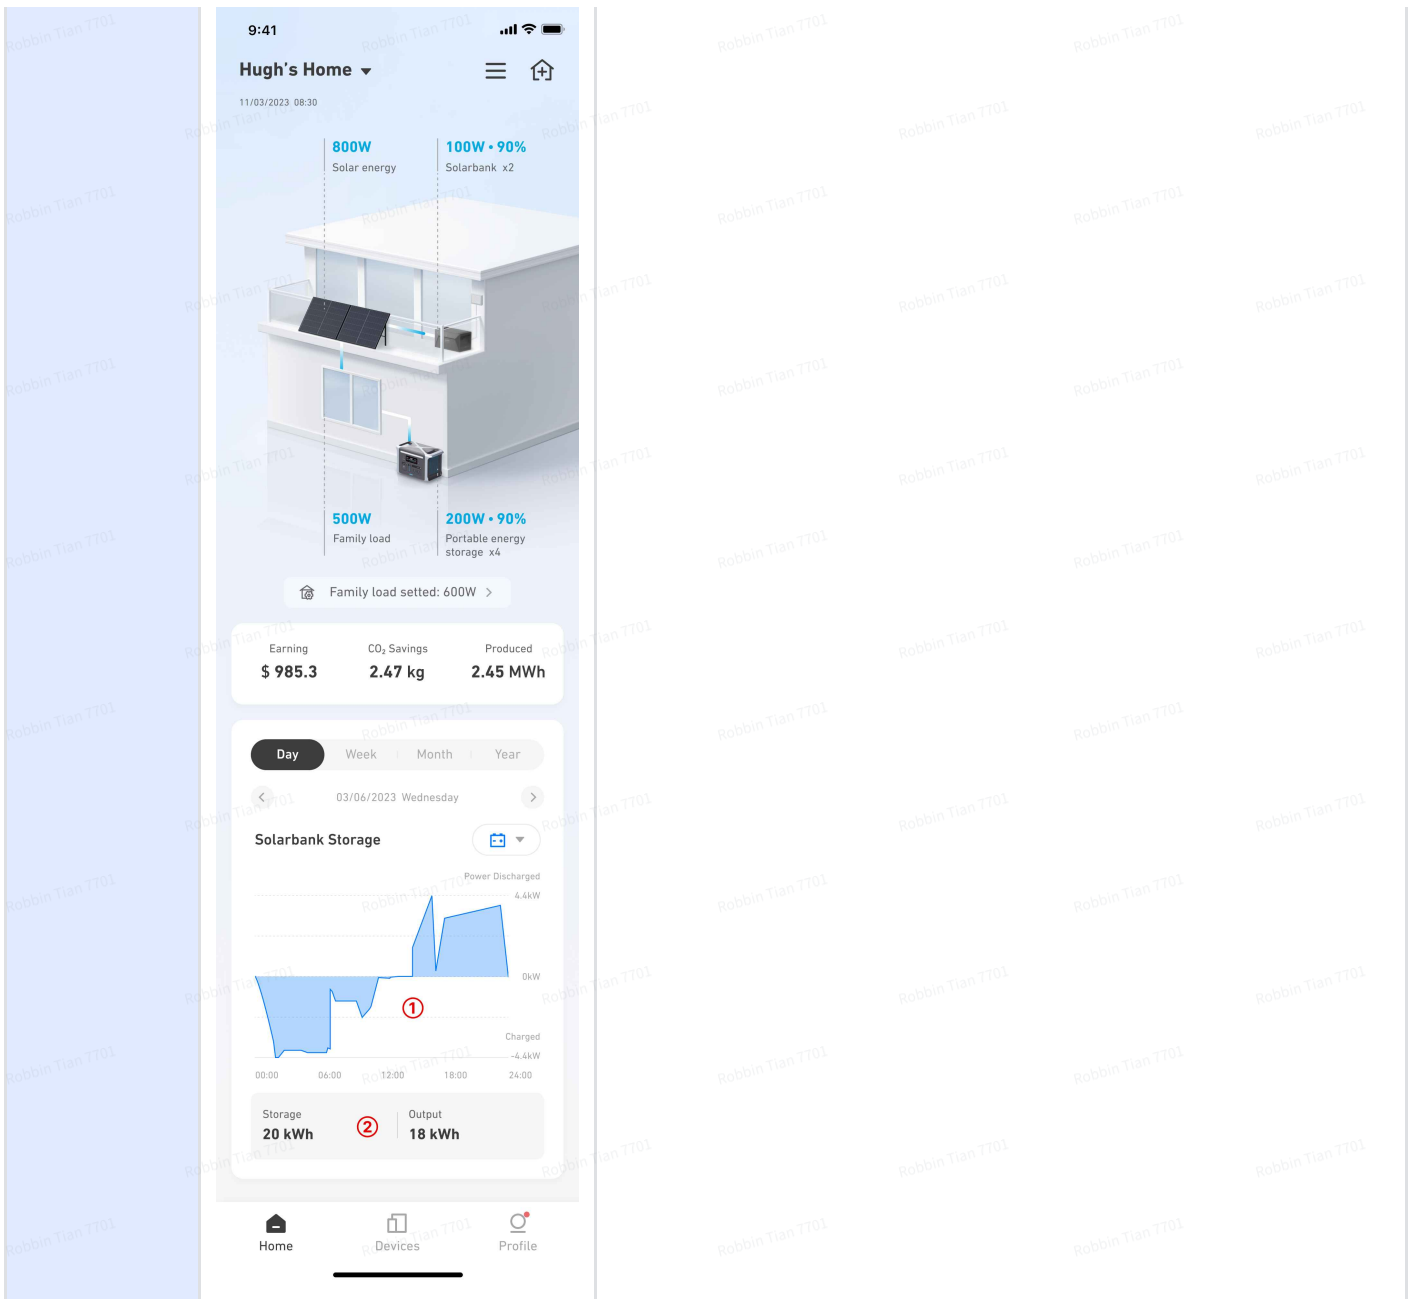 9:41
Hugh's Home
11/03/2023 08:30
800W
Solar energy
100W • 90%
Solarbank x2
500W
Family load
200W • 90%
Portable energy
storage x4
Family load setted: 600W
Earning
$ 985.3
CO₂ Savings
2.47 kg
Produced
2.45 MWh
Day
Week
Month
Year
03/06/2023 Wednesday
Solarbank Storage
Power Discharged
4.4kW
0kW
①
Charged
-4.4kW
00:00 06:00 12:00 18:00 24:00
Storage
20 kWh
②
Output
18 kWh
Home
Devices
Profile
Robbin Tian 7701